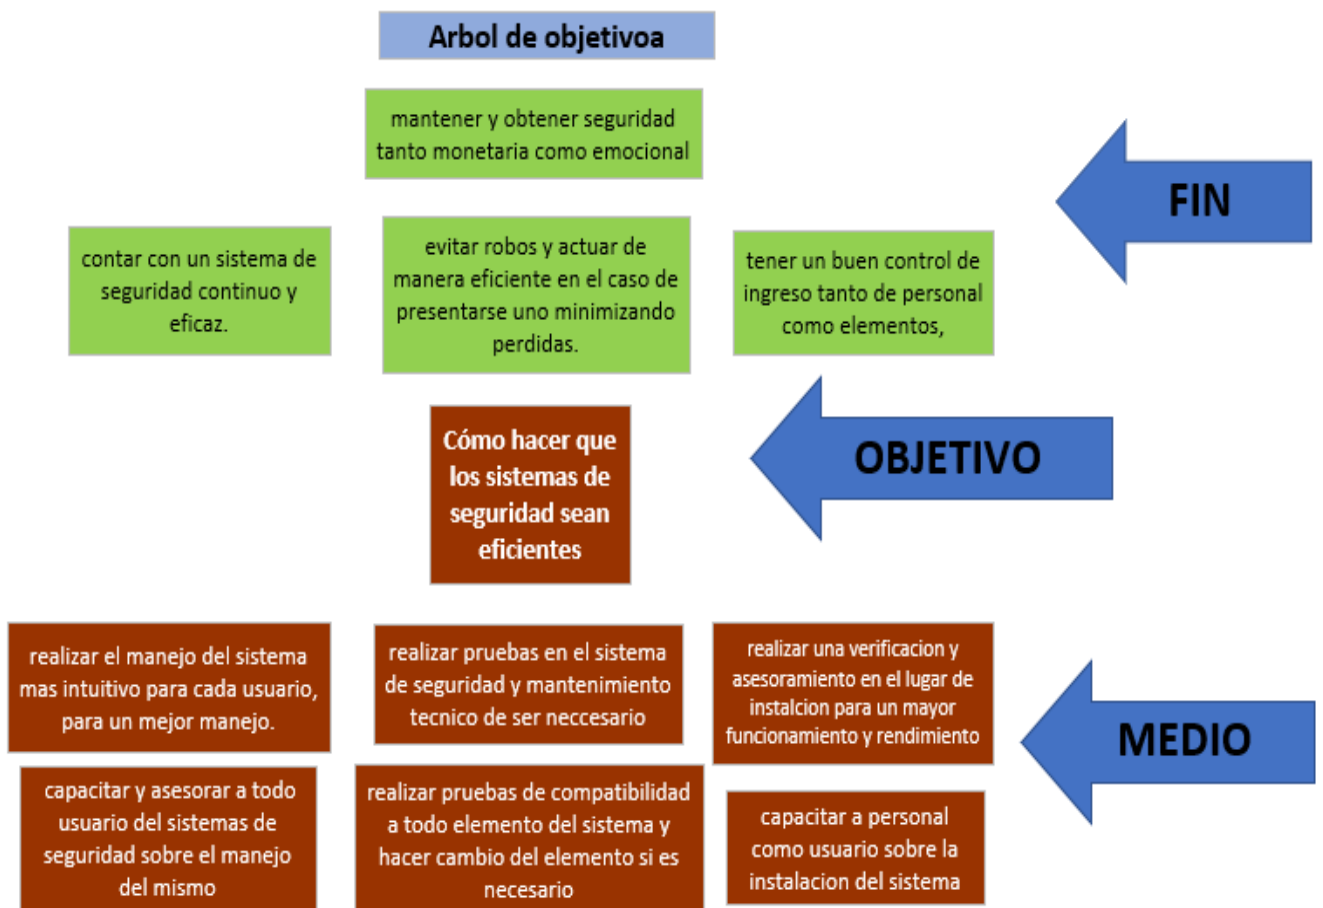 Arbol de objetivoa
mantener y obtener seguridad
tanto monetaria como emocional
FIN
contar con un sistema de
seguridad continuo y
eficaz.
evitar robos y actuar de
manera eficiente en el caso de
presentarse uno minimizando
perdidas.
tener un buen control de
ingreso tanto de personal
como elementos,
Cómo hacer que
los sistemas de
seguridad sean
eficientes
OBJETIVO
realizar el manejo del sistema
mas intuitivo para cada usuario,
para un mejor manejo.
realizar pruebas en el sistema
de seguridad y mantenimiento
tecnico de ser neccesario
realizar una verificacion y
asesoramiento en el lugar de
instalcion para un mayor
funcionamiento y rendimiento
MEDIO
capacitar y asesorar a todo
usuario del sistemas de
seguridad sobre el manejo
del mismo
realizar pruebas de compatibilidad
a todo elemento del sistema y
hacer cambio del elemento si es
necesario
capacitar a personal
como usuario sobre la
instalacion del sistema